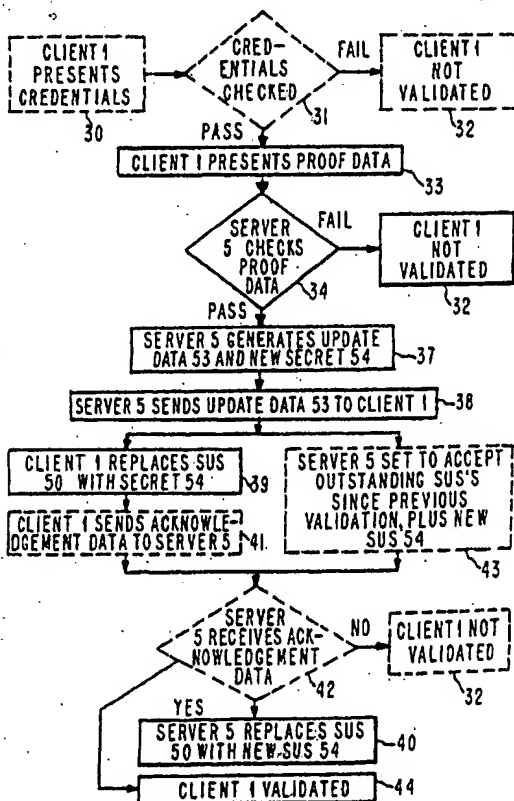 CLIENT 1
PRESENTS
CREDENTIALS
30
CRED-
ENTIALS
CHECKED
31
FAIL
CLIENT 1
NOT
VALIDATED
32
PASS
CLIENT 1 PRESENTS PROOF DATA
33
SERVER
5 CHECKS
PROOF
DATA
34
FAIL
CLIENT 1
NOT
VALIDATED
32
PASS
SERVER 5 GENERATES UPDATE
DATA 53 AND NEW SECRET 54
37
SERVER 5 SENDS UPDATE DATA 53 TO CLIENT 1
38
CLIENT 1 REPLACES SUS
50 WITH SECRET 54
39
CLIENT 1 SENDS ACKNOWLE-
DGEMENT DATA TO SERVER 5
41
SERVER 5 SET TO ACCEPT
OUTSTANDING SUS'S
SINCE PREVIOUS
VALIDATION, PLUS NEW
SUS 54
43
SERVER
5 RECEIVES ACK-
NOWLEDGEMENT
DATA
42
NO
CLIENT 1 NOT
VALIDATED
32
YES
SERVER 5 REPLACES SUS
50 WITH NEW SUS 54
40
CLIENT 1 VALIDATED
44